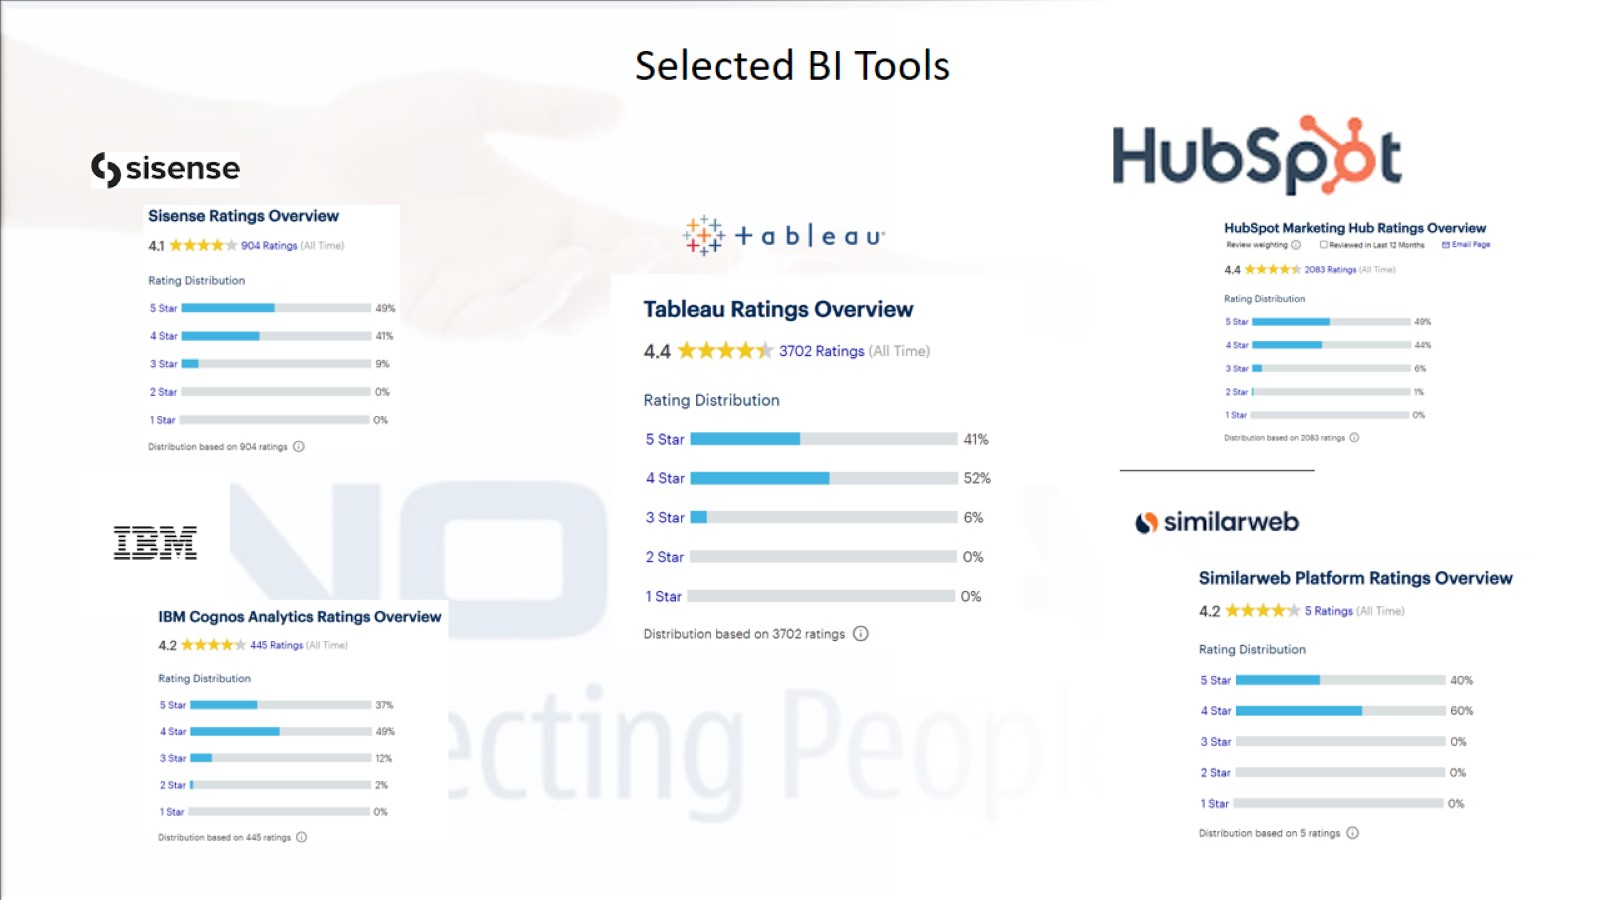 Selected BI Tools
sisense
Sisense Ratings Overview
4.1 904 Ratings (All Time)
Rating Distribution
5 Star 49%
4 Star 41%
3 Star 9%
2 Star 0%
1 Star 0%
Distribution based on 904 ratings
IBM
IBM Cognos Analytics Ratings Overview
4.2 445 Ratings (All Time)
Rating Distribution
5 Star 37%
4 Star 49%
3 Star 12%
2 Star 2%
1 Star 0%
Distribution based on 445 ratings
+ableau
Tableau Ratings Overview
4.4 3702 Ratings (All Time)
Rating Distribution
5 Star 41%
4 Star 52%
3 Star 6%
2 Star 0%
1 Star 0%
Distribution based on 3702 ratings
ecting People
HubSpot
HubSpot Marketing Hub Ratings Overview
Review weighting Reviewed in Last 12 Months Email Page
4.4 2083 Ratings (All Time)
Rating Distribution
5 Star 49%
4 Star 44%
3 Star 6%
2 Star 1%
1 Star 0%
Distribution based on 2083 ratings
similarweb
Similarweb Platform Ratings Overview
4.2 5 Ratings (All Time)
Rating Distribution
5 Star 40%
4 Star 60%
3 Star 0%
2 Star 0%
1 Star 0%
Distribution based on 5 ratings